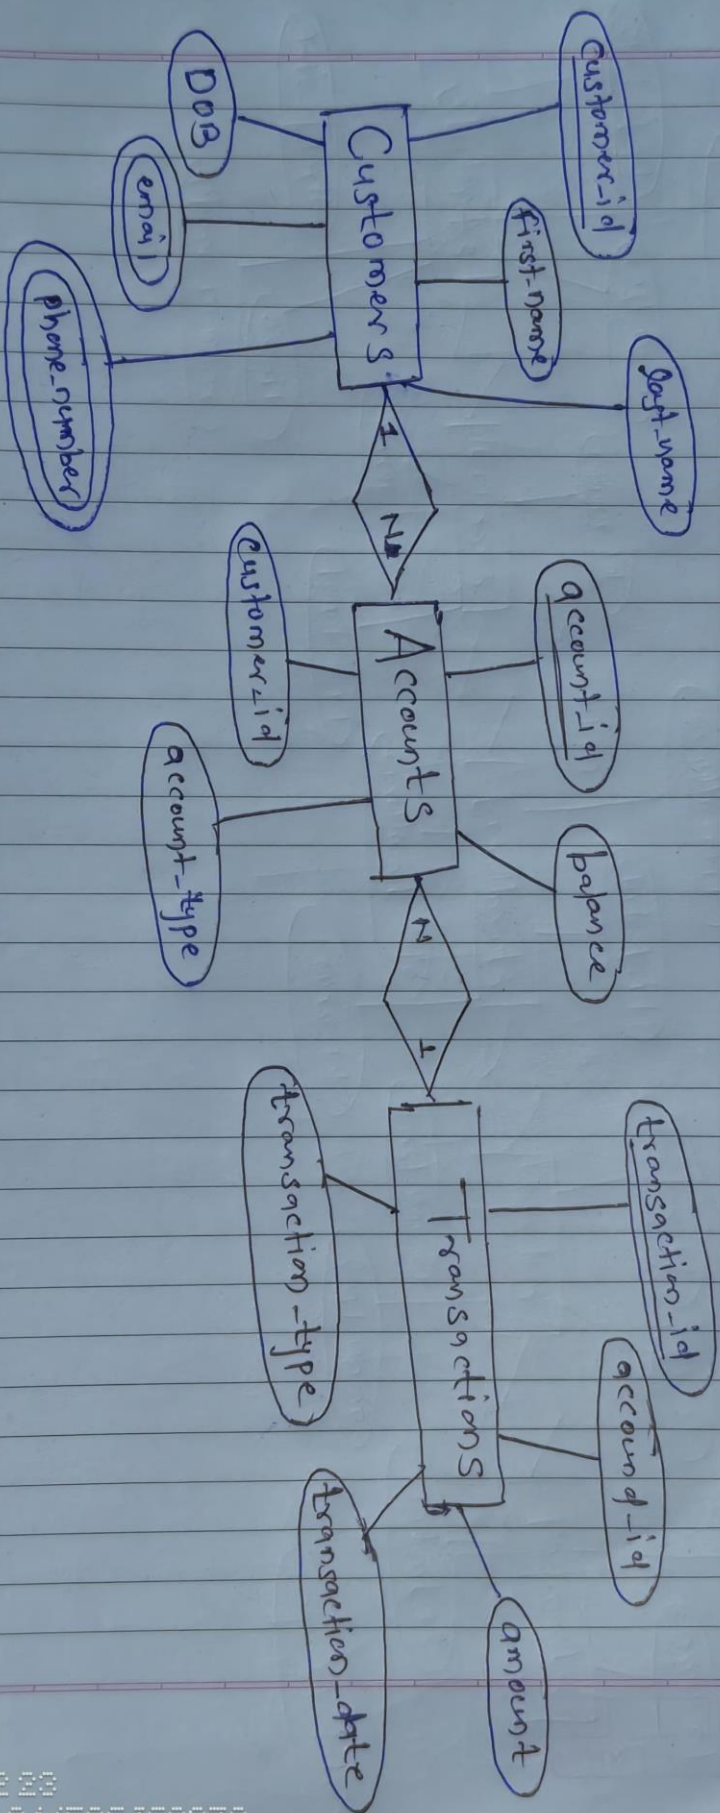 customer_id
first_name
last_name
Customers
DOB
email
phone_number
1
N
account_id
balance
Accounts
customer_id
account_type
N
1
transaction_id
accound_id
Transactions
transaction_type
transaction_date
amount